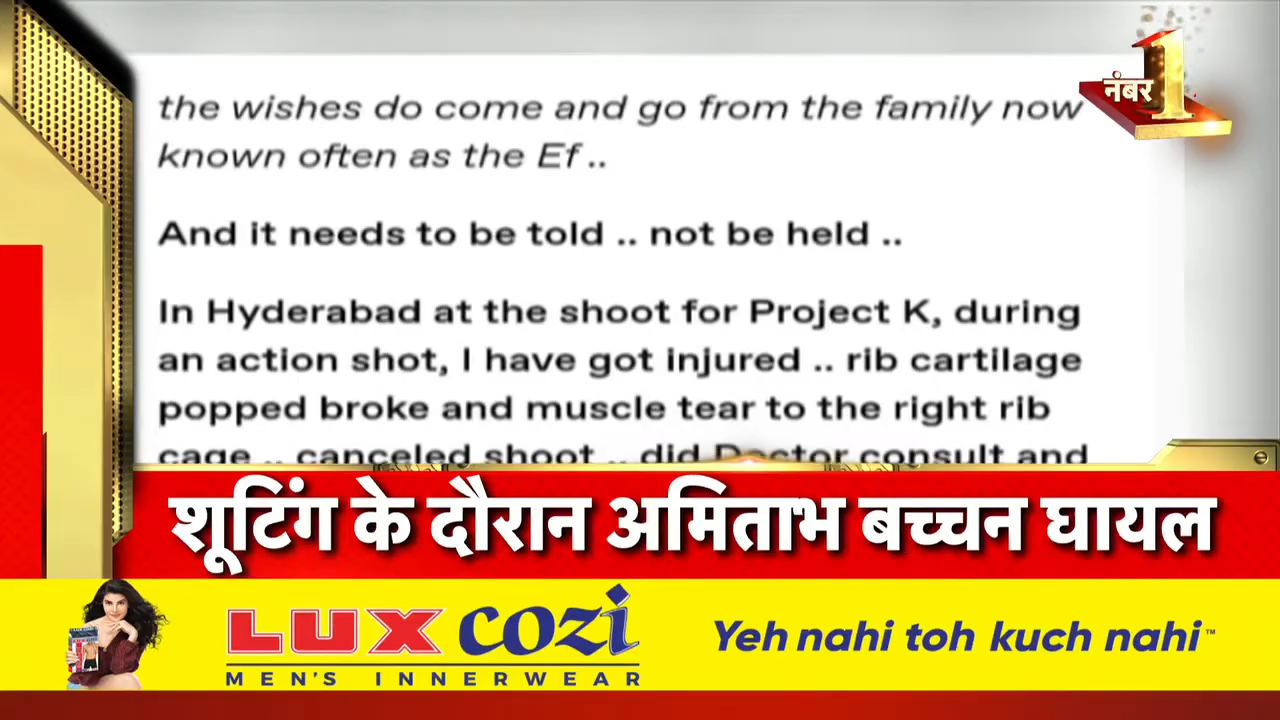 the wishes do come and go from the family now
known often as the Ef ..
And it needs to be told .. not be held ..
In Hyderabad at the shoot for Project K, during
an action shot, I have got injured .. rib cartilage
popped broke and muscle tear to the right rib
cage .. canceled shoot .. did Doctor consult and
नंबर 1
शूटिंग के दौरान अमिताभ बच्चन घायल
LUX cozi
MEN'S INNERWEAR
Yeh nahi toh kuch nahi™